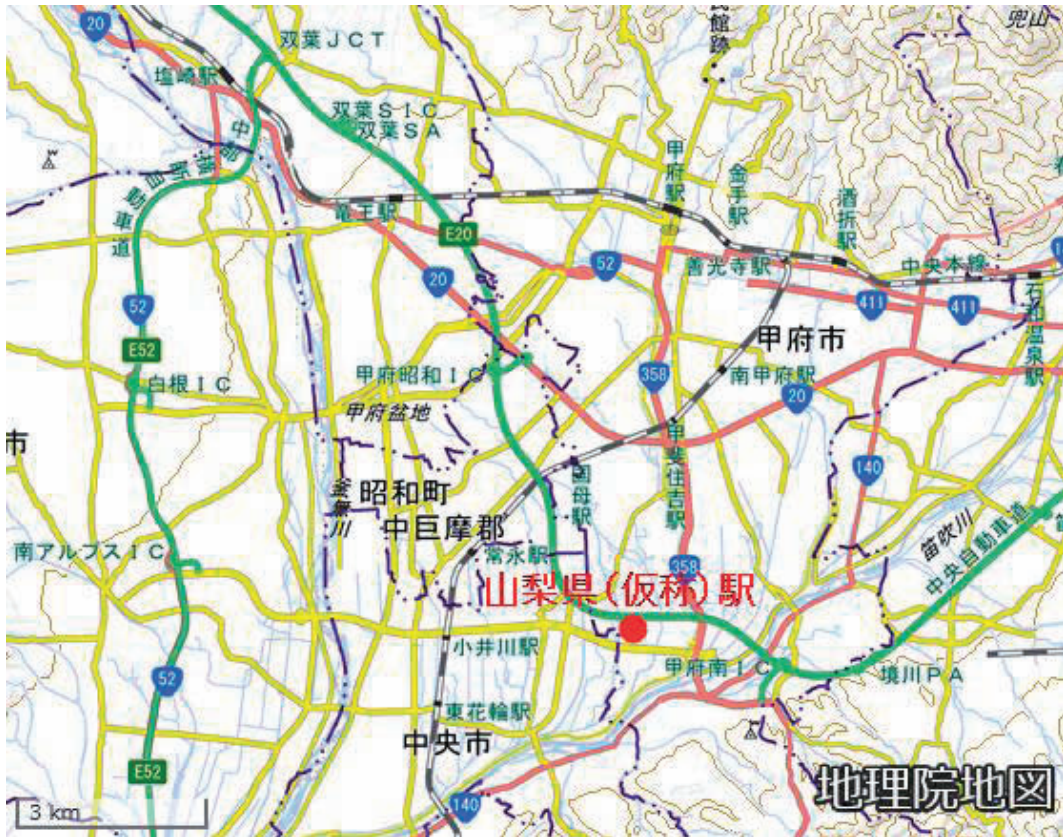 20
双葉JCT
民館跡
兜山
塩崎駅
双葉SIC
双葉SA
中部横断自動車道
甲府駅
金手駅
酒折駅
竜王駅
E20
52
善光寺駅
中央本線
20
411
411
石和温泉駅
52
E52
甲府市
白根IC
甲府昭和IC
358
南甲府駅
20
甲府盆地
市
甲斐住吉駅
140
釜無川
昭和町
国母駅
中巨摩郡
笛吹川
中央自動車道
南アルプスIC
常永駅
358
山梨県(仮称)駅
小井川駅
甲府南IC
境川PA
52
東花輪駅
中央市
E52
140
3 km
地理院地図